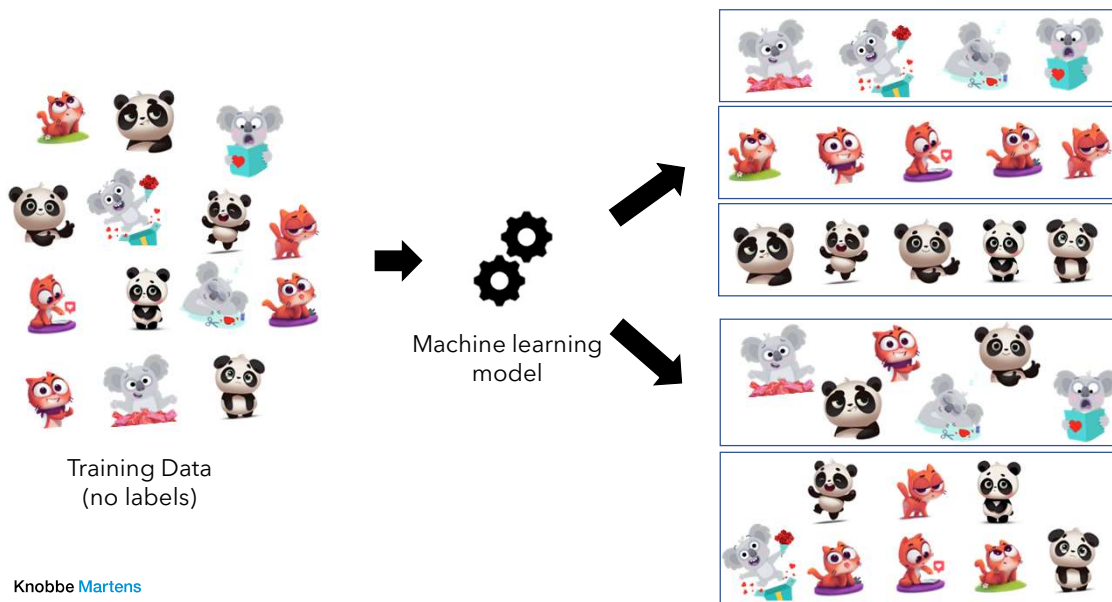 Machine learning
model
Training Data
(no labels)
Knobbe Martens